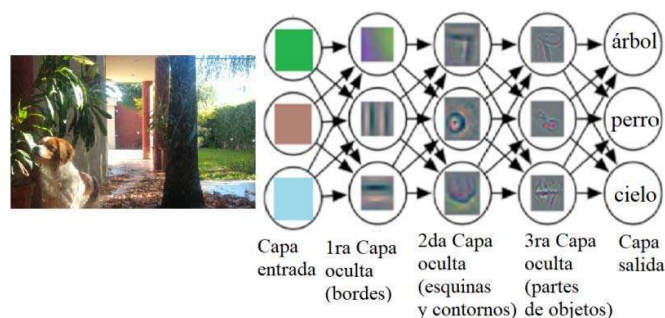 árbol
perro
cielo
Capa
entrada
1ra Capa
oculta
(bordes)
2da Capa
oculta
(esquinas
y contornos)
3ra Capa
oculta
(partes
de objetos)
Capa
salida